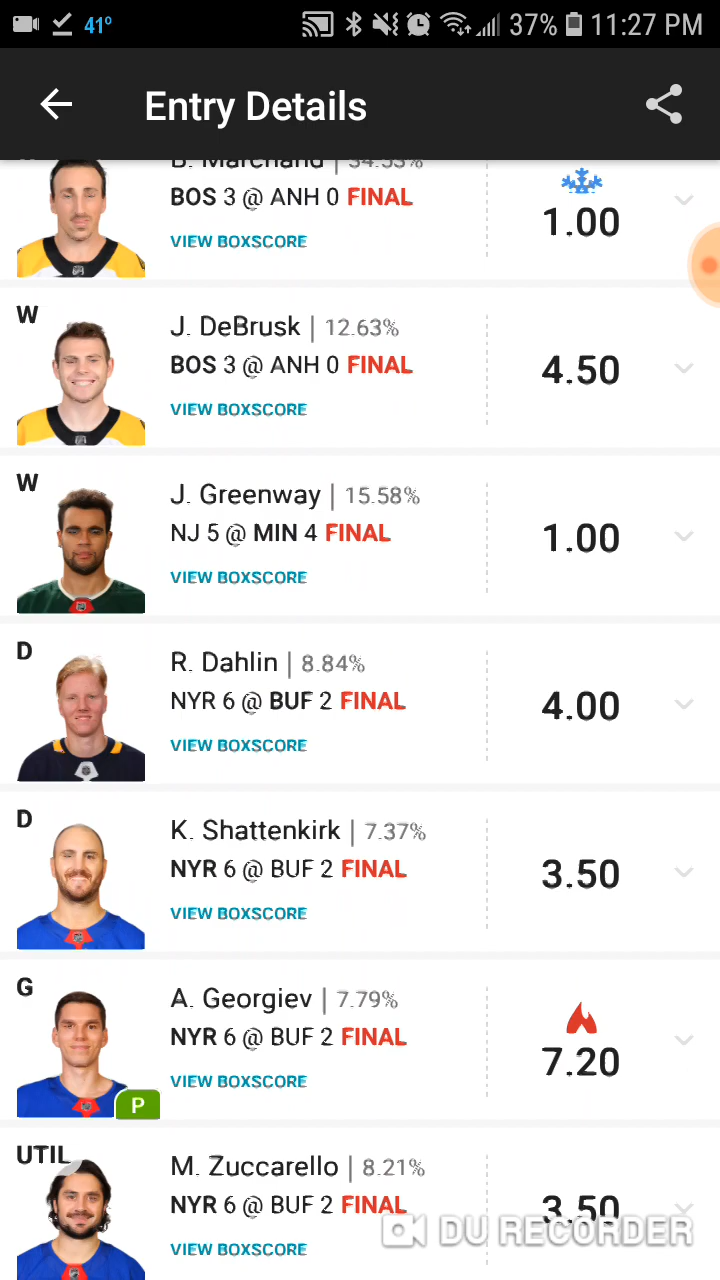 41°
37% 11:27 PM
Entry Details
B. Marchand | 34.53%
BOS 3 @ ANH 0 FINAL
1.00
VIEW BOXSCORE
W
J. DeBrusk | 12.63%
BOS 3 @ ANH 0 FINAL
4.50
VIEW BOXSCORE
W
J. Greenway | 15.58%
NJ 5 @ MIN 4 FINAL
1.00
VIEW BOXSCORE
D
R. Dahlin | 8.84%
NYR 6 @ BUF 2 FINAL
4.00
VIEW BOXSCORE
D
K. Shattenkirk | 7.37%
NYR 6 @ BUF 2 FINAL
3.50
VIEW BOXSCORE
G
A. Georgiev | 7.79%
NYR 6 @ BUF 2 FINAL
7.20
VIEW BOXSCORE
P
UTIL
M. Zuccarello | 8.21%
NYR 6 @ BUF 2 FINAL
3.50
VIEW BOXSCORE
DU RECORDER